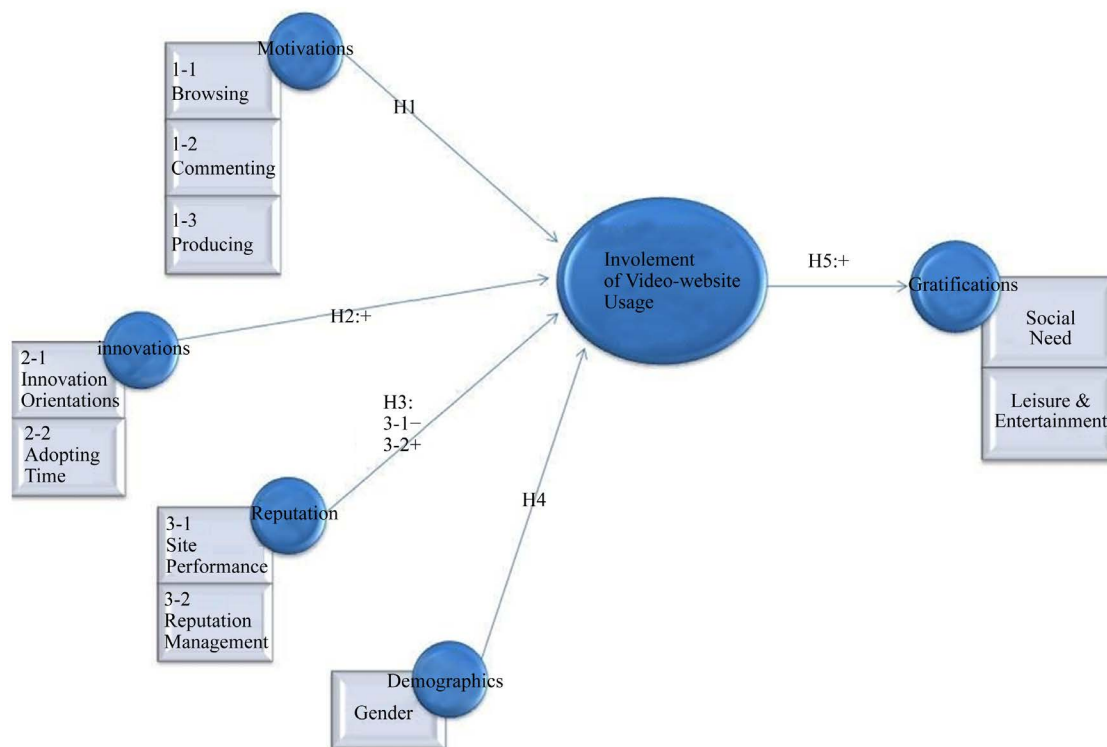 Motivations
1-1
Browsing
1-2
Commenting
1-3
Producing
H1
Involement
of Video-website
Usage
H5:+
Gratifications
Social
Need
Leisure &
Entertainment
innovations
2-1
Innovation
Orientations
2-2
Adopting
Time
H2:+
H3:
3-1−
3-2+
Reputation
3-1
Site
Performance
3-2
Reputation
Management
H4
Demographics
Gender